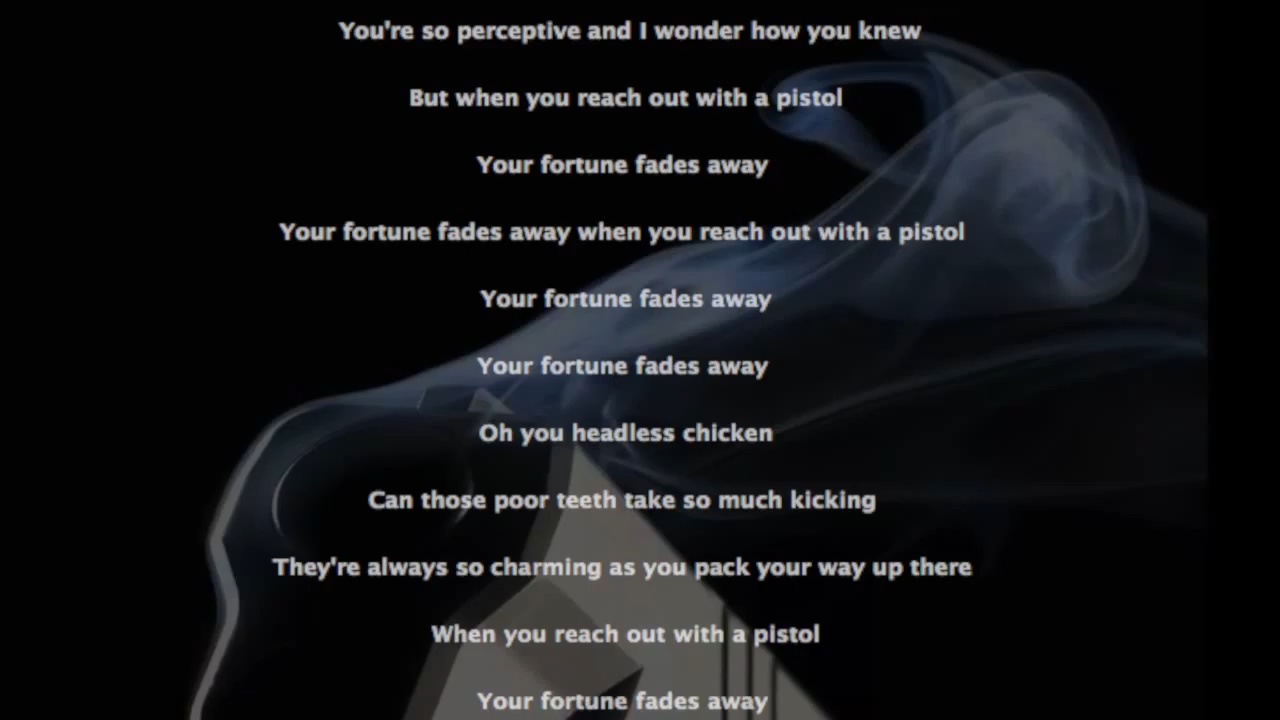 You're so perceptive and I wonder how you knew
But when you reach out with a pistol
Your fortune fades away
Your fortune fades away when you reach out with a pistol
Your fortune fades away
Your fortune fades away
Oh you headless chicken
Can those poor teeth take so much kicking
They're always so charming as you pack your way up there
When you reach out with a pistol
Your fortune fades away